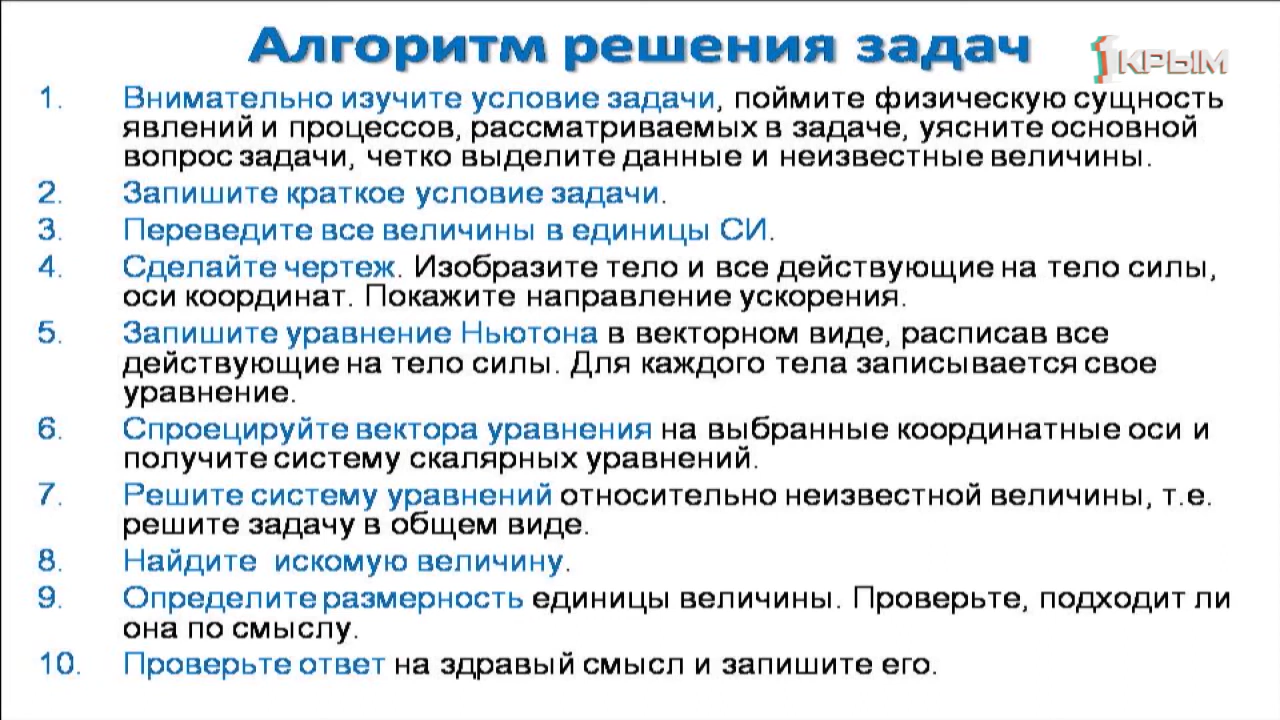 Алгоритм решения задач
1КРЫМ
1. Внимательно изучите условие задачи, поймите физическую сущность
явлений и процессов, рассматриваемых в задаче, уясните основной
вопрос задачи, четко выделите данные и неизвестные величины.
2. Запишите краткое условие задачи.
3. Переведите все величины в единицы СИ.
4. Сделайте чертеж. Изобразите тело и все действующие на тело силы,
оси координат. Покажите направление ускорения.
5. Запишите уравнение Ньютона в векторном виде, расписав все
действующие на тело силы. Для каждого тела записывается свое
уравнение.
6. Спроецируйте вектора уравнения на выбранные координатные оси и
получите систему скалярных уравнений.
7. Решите систему уравнений относительно неизвестной величины, т.е.
решите задачу в общем виде.
8. Найдите искомую величину.
9. Определите размерность единицы величины. Проверьте, подходит ли
она по смыслу.
10. Проверьте ответ на здравый смысл и запишите его.